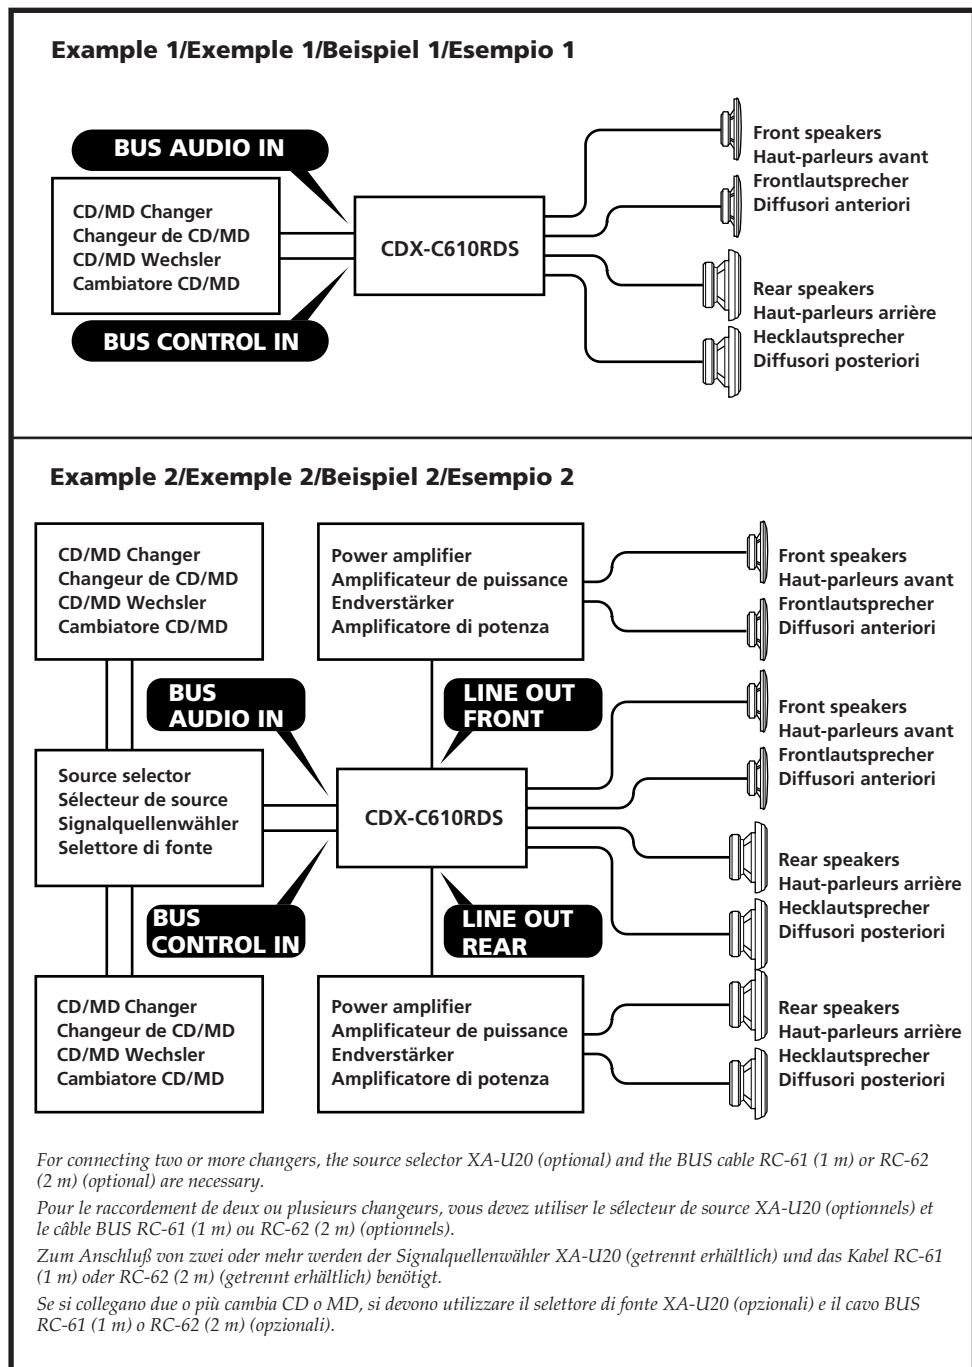 Example 1/Exemple 1/Beispiel 1/Esempio 1
BUS AUDIO IN
CD/MD Changer
Changeur de CD/MD
CD/MD Wechsler
Cambiatore CD/MD
BUS CONTROL IN
CDX-C610RDS
Front speakers
Haut-parleurs avant
Frontlautsprecher
Diffusori anteriori
Rear speakers
Haut-parleurs arrière
Hecklautsprecher
Diffusori posteriori
Example 2/Exemple 2/Beispiel 2/Esempio 2
CD/MD Changer
Changeur de CD/MD
CD/MD Wechsler
Cambiatore CD/MD
Power amplifier
Amplificateur de puissance
Endverstärker
Amplificatore di potenza
Front speakers
Haut-parleurs avant
Frontlautsprecher
Diffusori anteriori
BUS
AUDIO IN
LINE OUT
FRONT
Front speakers
Haut-parleurs avant
Frontlautsprecher
Diffusori anteriori
Source selector
Sélecteur de source
Signalquellenwähler
Selettore di fonte
CDX-C610RDS
Rear speakers
Haut-parleurs arrière
Hecklautsprecher
Diffusori posteriori
BUS
CONTROL IN
LINE OUT
REAR
CD/MD Changer
Changeur de CD/MD
CD/MD Wechsler
Cambiatore CD/MD
Power amplifier
Amplificateur de puissance
Endverstärker
Amplificatore di potenza
Rear speakers
Haut-parleurs arrière
Hecklautsprecher
Diffusori posteriori
For connecting two or more changers, the source selector XA-U20 (optional) and the BUS cable RC-61 (1 m) or RC-62
(2 m) (optional) are necessary.
Pour le raccordement de deux ou plusieurs changeurs, vous devez utiliser le sélecteur de source XA-U20 (optionnels) et
le câble BUS RC-61 (1 m) ou RC-62 (2 m) (optionnels).
Zum Anschluß von zwei oder mehr werden der Signalquellenwähler XA-U20 (getrennt erhältlich) und das Kabel RC-61
(1 m) oder RC-62 (2 m) (getrennt erhältlich) benötigt.
Se si collegano due o più cambia CD o MD, si devono utilizzare il selettore di fonte XA-U20 (opzionali) e il cavo BUS
RC-61 (1 m) o RC-62 (2 m) (opzionali).